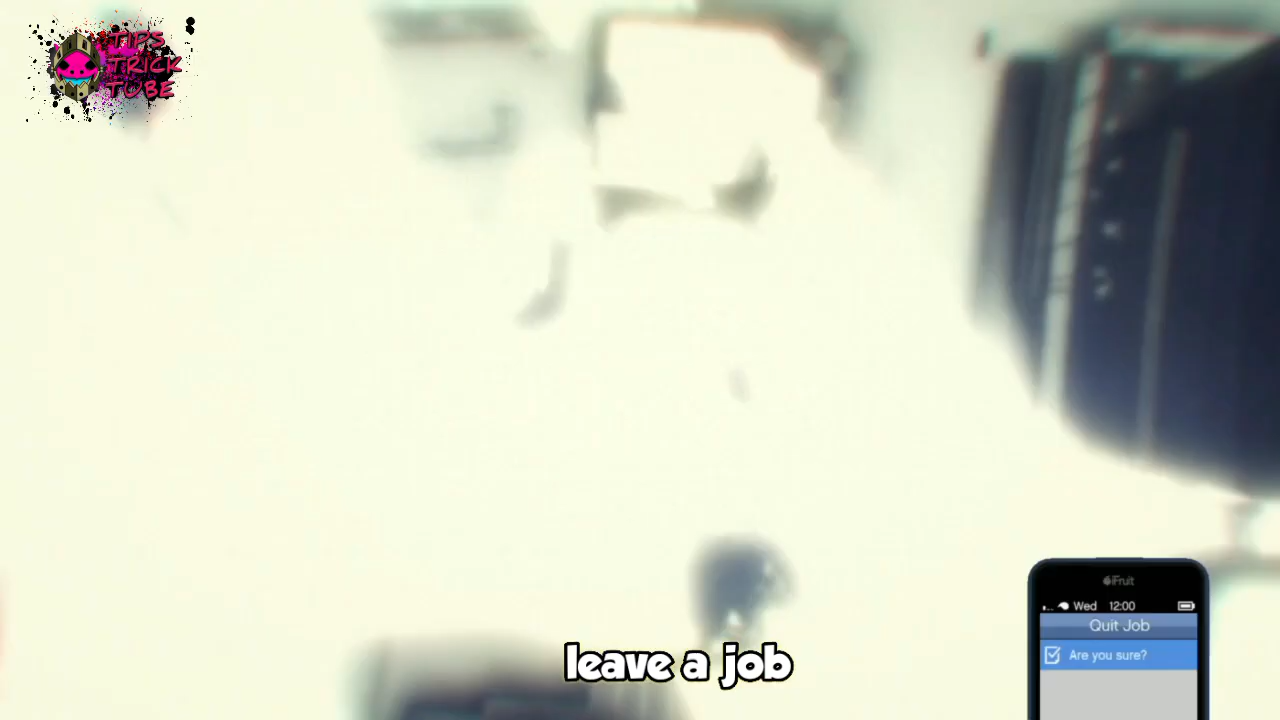 TIPS
TRICK
TUBE
iFruit
Wed 12:00
Quit Job
Are you sure?
leave a job